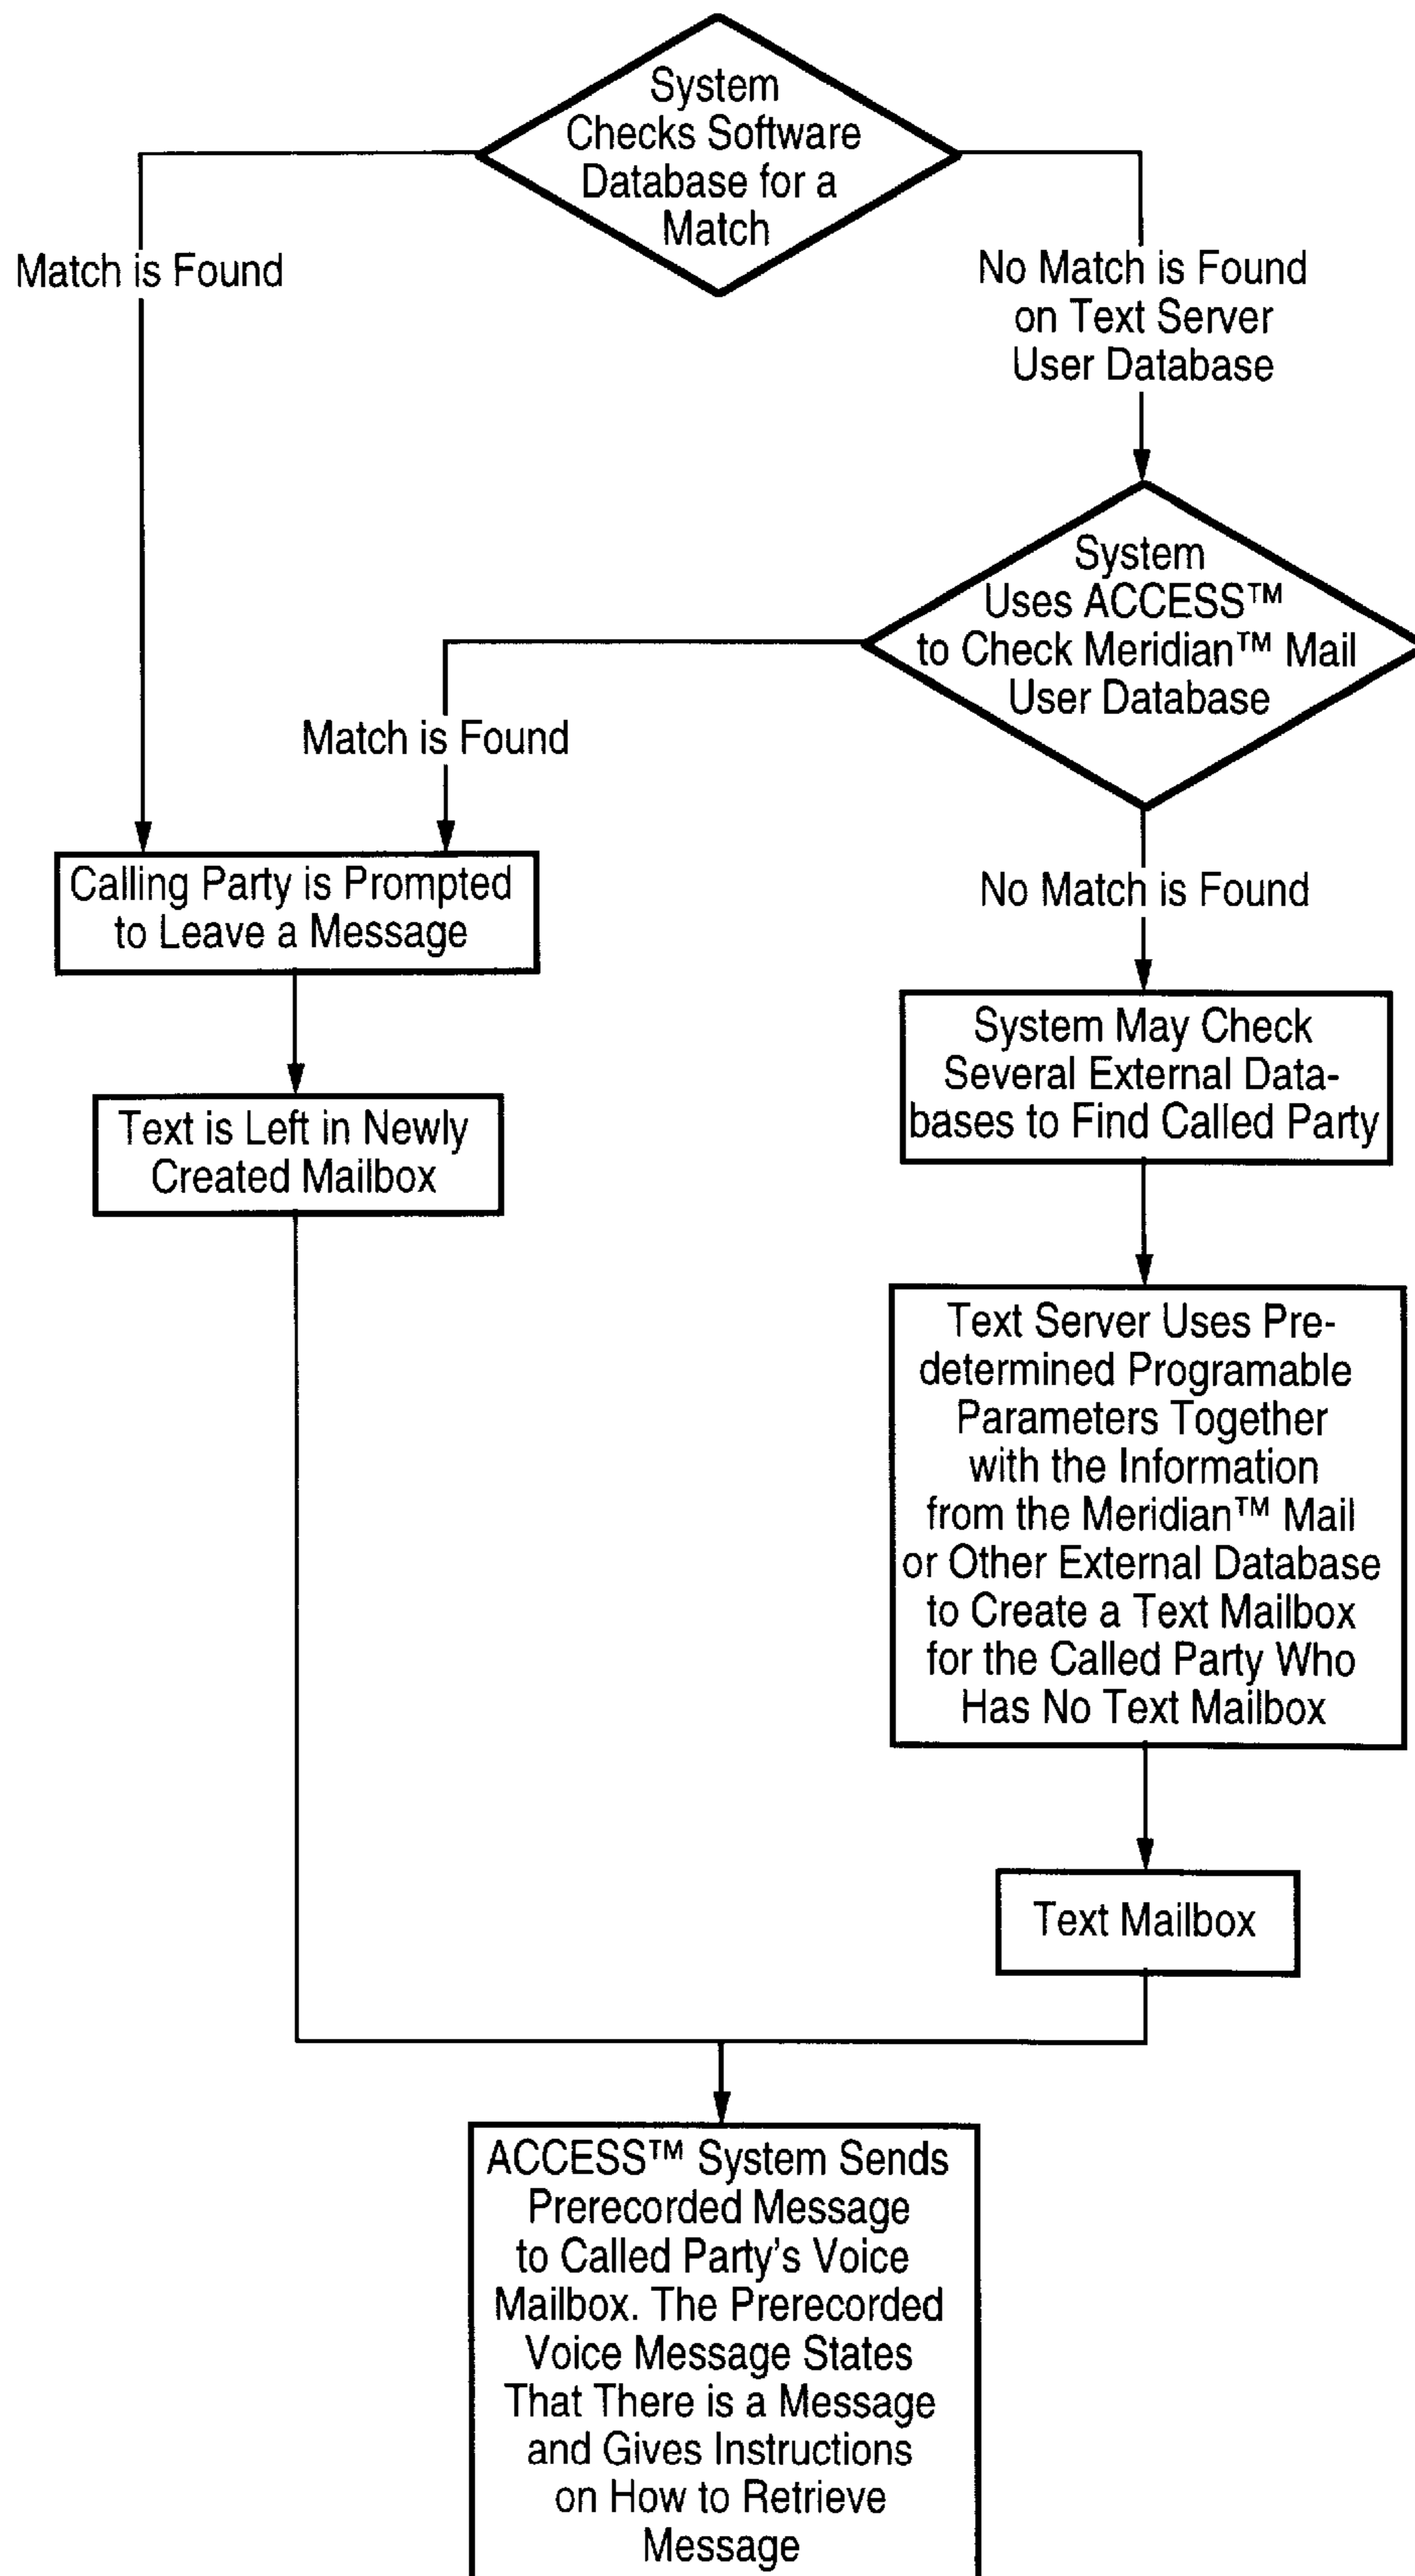 System
Checks Software
Database for a
Match
Match is Found
No Match is Found
on Text Server
User Database
System
Uses ACCESS™
to Check Meridian™ Mail
User Database
Match is Found
Calling Party is Prompted
to Leave a Message
No Match is Found
System May Check
Several External Data-
bases to Find Called Party
Text is Left in Newly
Created Mailbox
Text Server Uses Pre-
determined Programable
Parameters Together
with the Information
from the Meridian™ Mail
or Other External Database
to Create a Text Mailbox
for the Called Party Who
Has No Text Mailbox
Text Mailbox
ACCESS™ System Sends
Prerecorded Message
to Called Party's Voice
Mailbox. The Prerecorded
Voice Message States
That There is a Message
and Gives Instructions
on How to Retrieve
Message